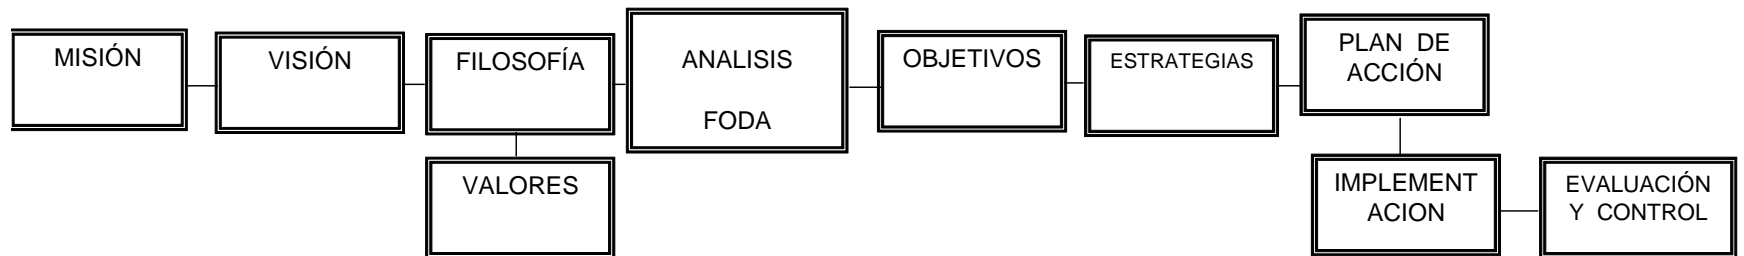 MISIÓN
VISIÓN
FILOSOFÍA
VALORES
ANALISIS
FODA
OBJETIVOS
ESTRATEGIAS
PLAN DE
ACCIÓN
IMPLEMENT
ACION
EVALUACIÓN
Y CONTROL